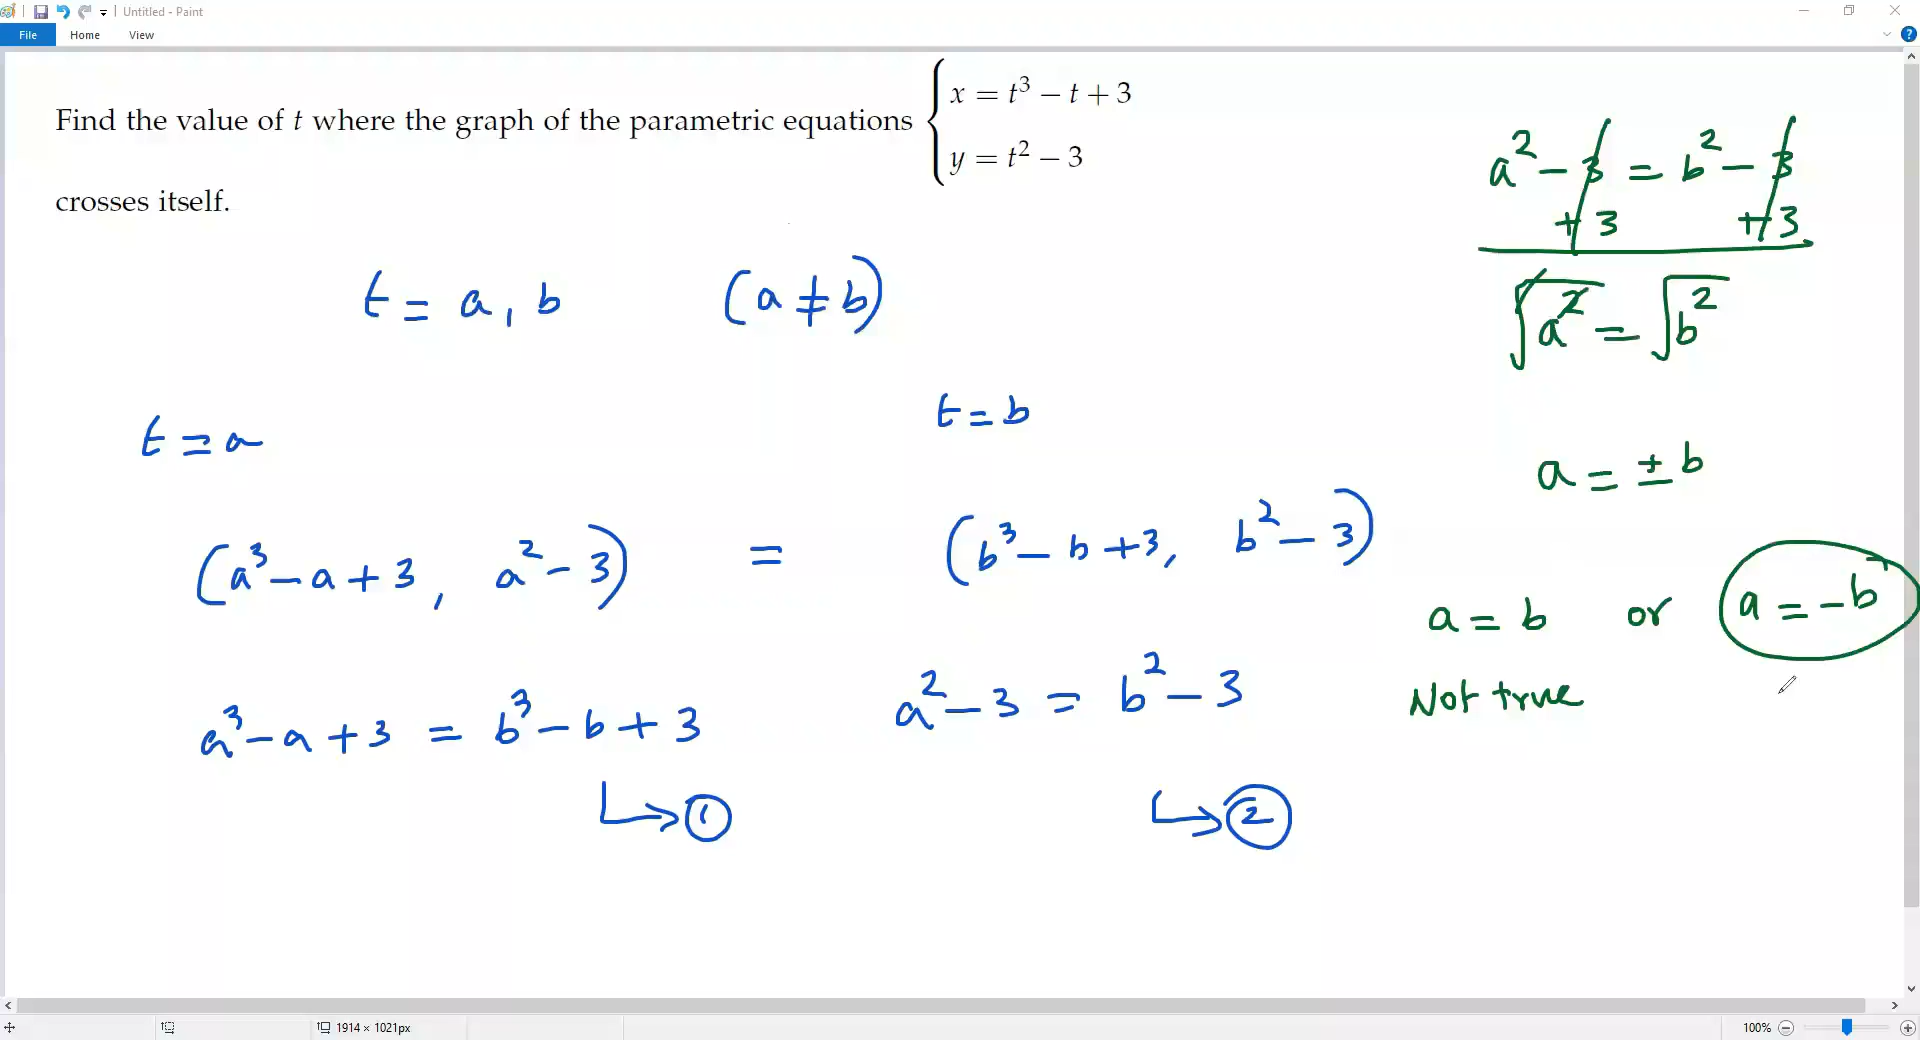 Untitled - Paint
File Home View
Find the value of t where the graph of the parametric equations { x = t³ − t + 3
y = t² − 3
crosses itself.
t = a, b (a ≠ b)
t = a
t = b
(a³ − a + 3, a² − 3) = (b³ − b + 3, b² − 3)
a³ − a + 3 = b³ − b + 3
↳ ①
a² − 3 = b² − 3
↳ ②
a² − 3 = b² − 3
+ 3 + 3
√a² = √b²
a = ± b
a = b or a = −b
Not true
1914 × 1021px
100%